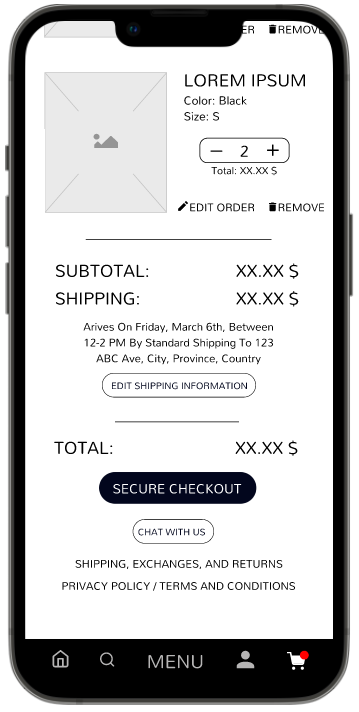 ER REMOVE
LOREM IPSUM
Color: Black
Size: S
— 2 +
Total: XX.XX S
EDIT ORDER REMOVE
SUBTOTAL: XX.XX $
SHIPPING: XX.XX $
Arives On Friday, March 6th, Between
12-2 PM By Standard Shipping To 123
ABC Ave, City, Province, Country
EDIT SHIPPING INFORMATION
TOTAL: XX.XX $
SECURE CHECKOUT
CHAT WITH US
SHIPPING, EXCHANGES, AND RETURNS
PRIVACY POLICY / TERMS AND CONDITIONS
MENU